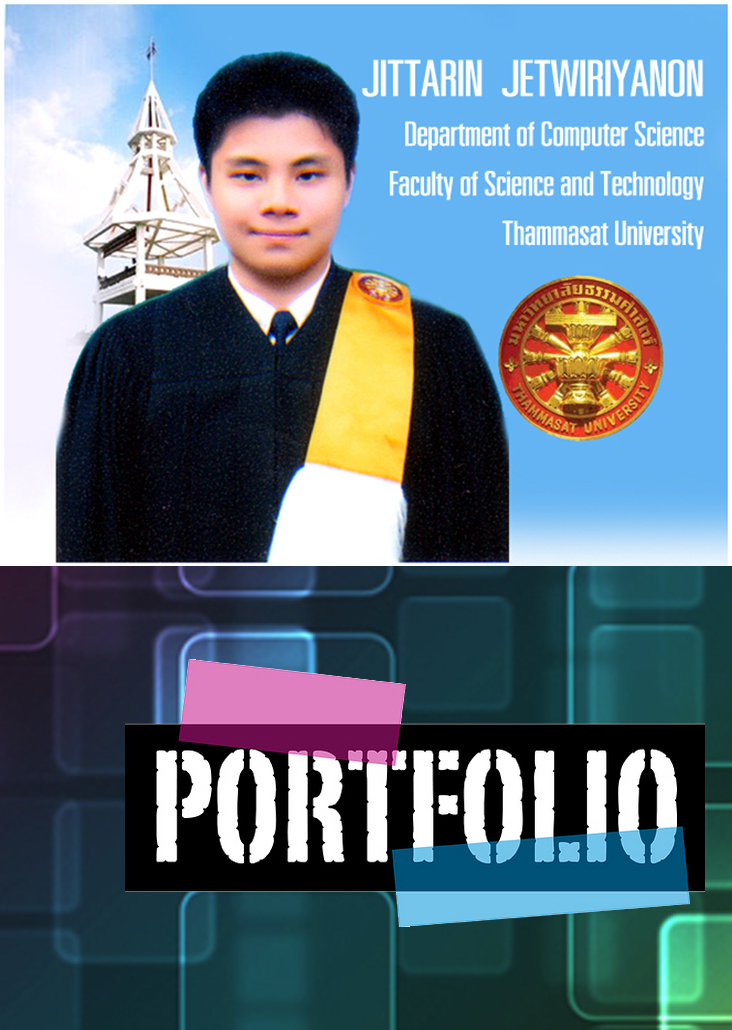 JITTARIN JETWIRIYANON
Department of Computer Science
Faculty of Science and Technology
Thammasat University
มหาวิทยาลัยธรรมศาสตร์
THAMMASAT UNIVERSITY
PORTFOLIO